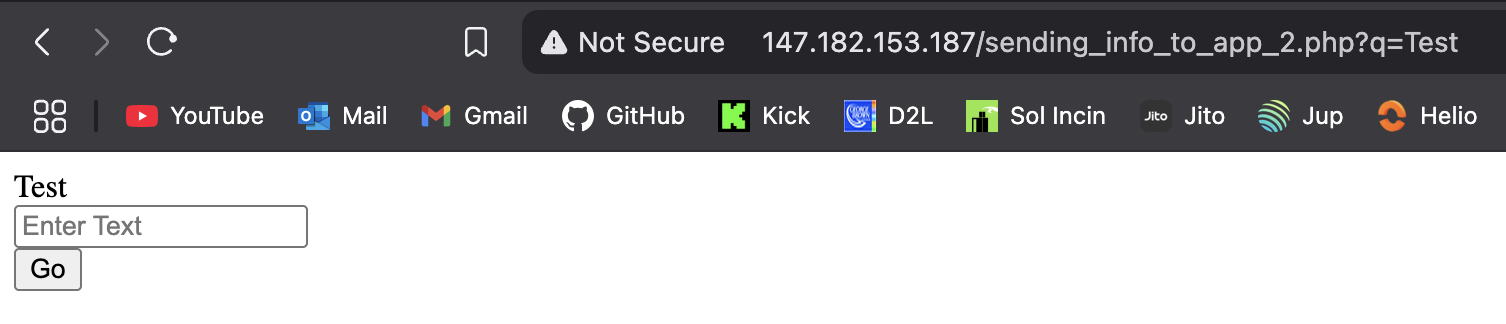 Not Secure 147.182.153.187/sending_info_to_app_2.php?q=Test
YouTube Mail Gmail GitHub Kick D2L Sol Incin Jito Jito Jup Helio
Test
Enter Text
Go